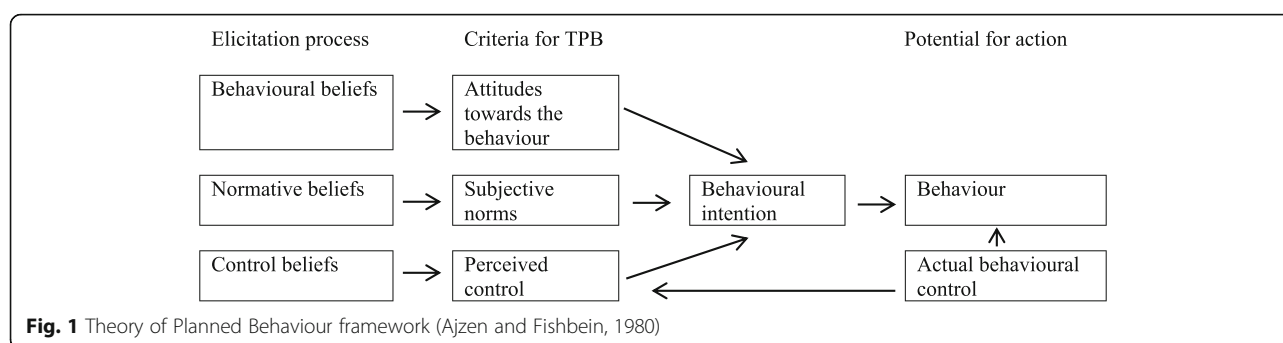 Elicitation process
Criteria for TPB
Potential for action
Behavioural beliefs
Attitudes
towards the
behaviour
Normative beliefs
Subjective
norms
Behavioural
intention
Behaviour
Control beliefs
Perceived
control
Actual behavioural
control
Fig. 1 Theory of Planned Behaviour framework (Ajzen and Fishbein, 1980)